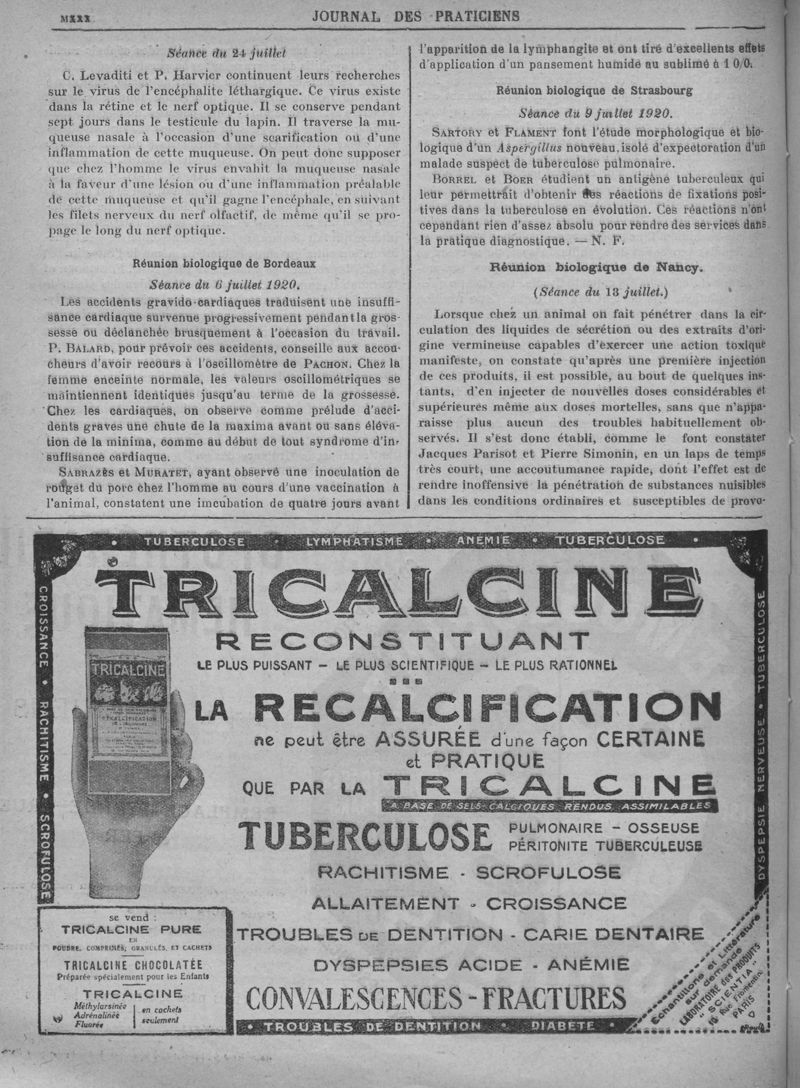 MXXX
JOURNAL DES PRATICIENS
Séance du 24 juillet
C. Levaditi et P. Harvier continuent leurs recherches
sur le virus de l'encéphalite léthargique. Ce virus existe
dans la rétine et le nerf optique. Il se conserve pendant
sept jours dans le testicule du lapin. Il traverse la mu-
queuse nasale à l'occasion d'une scarification ou d'une
inflammation de cette muqueuse. On peut donc supposer
que chez l'homme le virus envahit la muqueuse nasale
à la faveur d'une lésion ou d'une inflammation préalable
de cette muqueuse et qu'il gagne l'encéphale, en suivant
les filets nerveux du nerf olfactif, de même qu'il se pro-
page le long du nerf optique.
Réunion biologique de Bordeaux
Séance du 6 juillet 1920.
Les accidents gravido-cardiaques traduisent une insuffi-
sance cardiaque survenue progressivement pendant la gros-
sesse ou déclanchée brusquement à l'occasion du travail.
P. BALARD, pour prévoir ces accidents, conseille aux accou-
cheurs d'avoir recours à l'oscillomètre de PACHON. Chez la
femme enceinte normale, les valeurs oscillométriques se
maintiennent identiques jusqu'au terme de la grossesse.
Chez les cardiaques, on observe comme prélude d'acci-
dents graves une chute de la maxima avant ou sans éléva-
tion de la minima, comme au début de tout syndrome d'in-
suffisance cardiaque.
SABRAZÈS et MURATET, ayant observé une inoculation de
rouget du porc chez l'homme au cours d'une vaccination à
l'animal, constatent une imcubation de quatre jours avant
l'apparition de la lymphangite et ont tiré d'excellents effets
d'application d'un pansement humide au sublimé à 1 0/0.
Réunion biologique de Strasbourg
Séance du 9 juillet 1920.
SARTORY et FLAMENT font l'étude morphologique et bio-
logique d'un Aspergillus nouveau, isolé d'expectoration d'un
malade suspect de tuberculose pulmonaire.
BORREL et BOER étudient un antigène tuberculeux qui
leur permettrait d'obtenir des réactions de fixations posi-
tives dans la tuberculose en évolution. Ces réactions n'ont
cependant rien d'assez absolu pour rendre des services dans
la pratique diagnostique. — N. F.
Réunion biologique de Nancy.
(Séance du 13 juillet.)
Lorsque chez un animal on fait pénétrer dans la cir-
culation des liquides de sécrétion ou des extraits d'ori-
gine vermineuse capables d'exercer une action toxique
manifeste, on constate qu'après une première injection
de ces produits, il est possible, au bout de quelques ins-
tants, d'en injecter de nouvelles doses considérables et
supérieures même aux doses mortelles, sans que n'appa-
raisse plus aucun des troubles habituellement ob-
servés. Il s'est donc établi, comme le font constater
Jacques Parisot et Pierre Simonin, en un laps de temps
très court, une accoutumance rapide, dont l'effet est de
rendre inoffensive la pénétration de substances nuisibles
dans les conditions ordinaires et susceptibles de provo-
TUBERCULOSE • LYMPHATISME • ANÉMIE • TUBERCULOSE •
CROISSANCE • RACHITISME • SCROFULOSE
DYSPEPSIE NERVEUSE • TUBERCULOSE
TRICALCINE
RECONSTITUANT
LE PLUS PUISSANT – LE PLUS SCIENTIFIQUE – LE PLUS RATIONNEL
TRICALCINE
RECALCIFICATION
LA RECALCIFICATION
ne peut être ASSURÉE d'une façon CERTAINE
et PRATIQUE
QUE PAR LA TRICALCINE
A BASE DE SELS CALCIQUES RENDUS ASSIMILABLES
TUBERCULOSE PULMONAIRE – OSSEUSE
PÉRITONITE TUBERCULEUSE
RACHITISME - SCROFULOSE
ALLAITEMENT - CROISSANCE
TROUBLES DE DENTITION - CARIE DENTAIRE
DYSPEPSIES ACIDE - ANÉMIE
CONVALESCENCES - FRACTURES
• TROUBLES DE DENTITION • DIABÈTE •
se vend :
TRICALCINE PURE
EN
POUDRE, COMPRIMÉS, GRANULÉS, ET CACHETS
TRICALCINE CHOCOLATÉE
Préparée spécialement pour les Enfants
TRICALCINE
Méthylarsinée
Adrénalinée
Fluorée
en cachets
seulement
Echantillons et Littérature
sur demande
LABORATOIRE DES PRODUITS
"SCIENTIA"
10 Rue Fromentin
PARIS